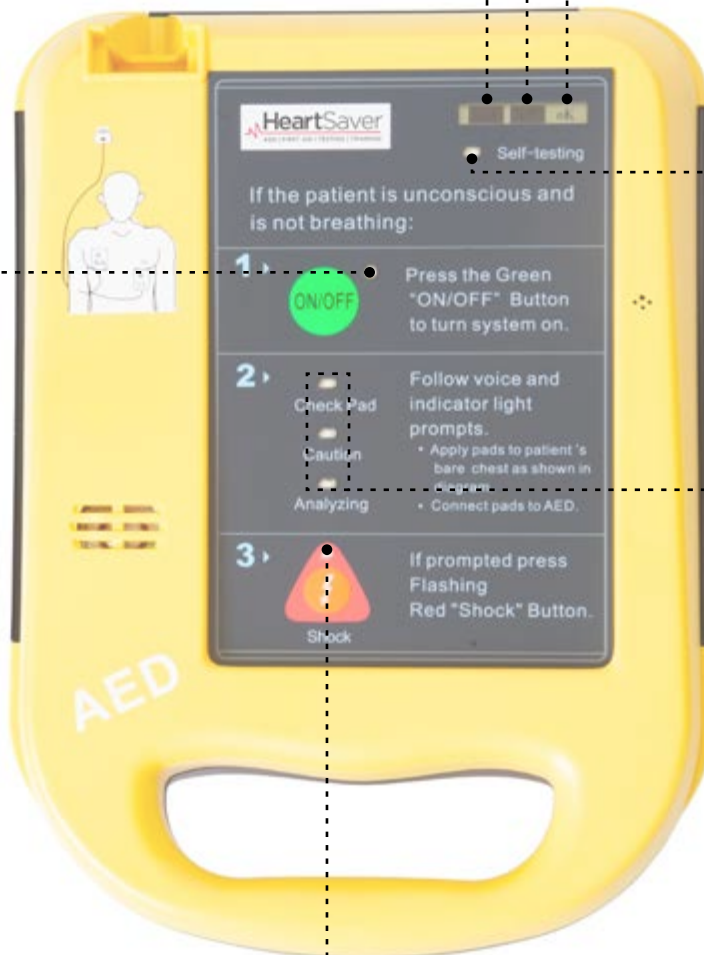 HeartSaver
OK
Self-testing
If the patient is unconscious and
is not breathing:
1
ON/OFF
Press the Green
"ON/OFF" Button
to turn system on.
2
Check Pad
Caution
Analyzing
Follow voice and
indicator light
prompts.
• Apply pads to patient's
bare chest as shown in
diagram
• Connect pads to AED.
3
Shock
If prompted press
Flashing
Red "Shock" Button.
AED